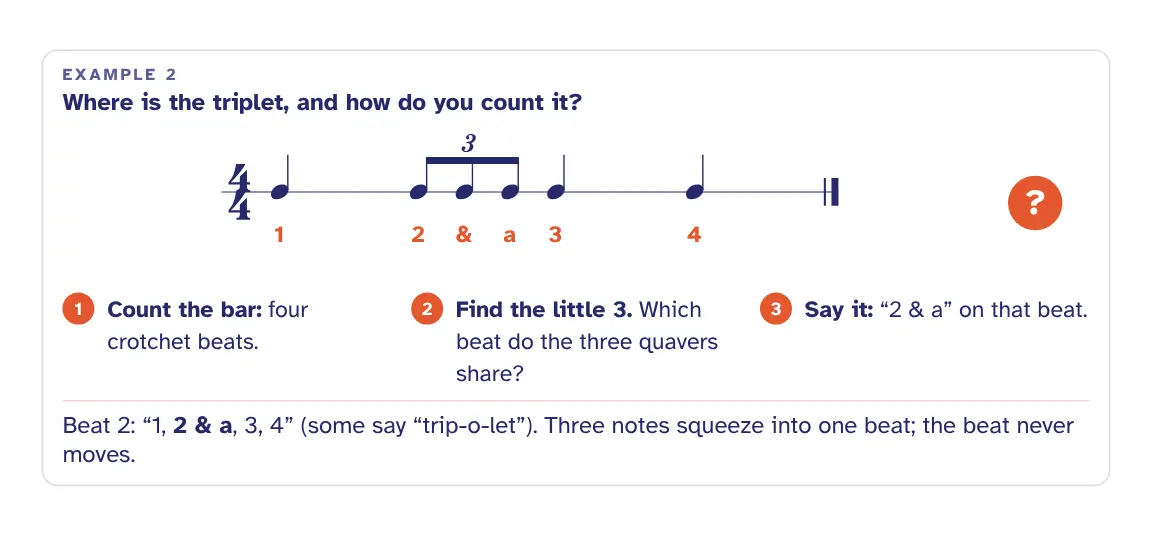 EXAMPLE 2
Where is the triplet, and how do you count it?
3
4
4
1 2 & a 3 4
?
1 Count the bar: four
crotchet beats.
2 Find the little 3. Which
beat do the three quavers
share?
3 Say it: “2 & a” on that beat.
Beat 2: “1, 2 & a, 3, 4” (some say “trip-o-let”). Three notes squeeze into one beat; the beat never
moves.